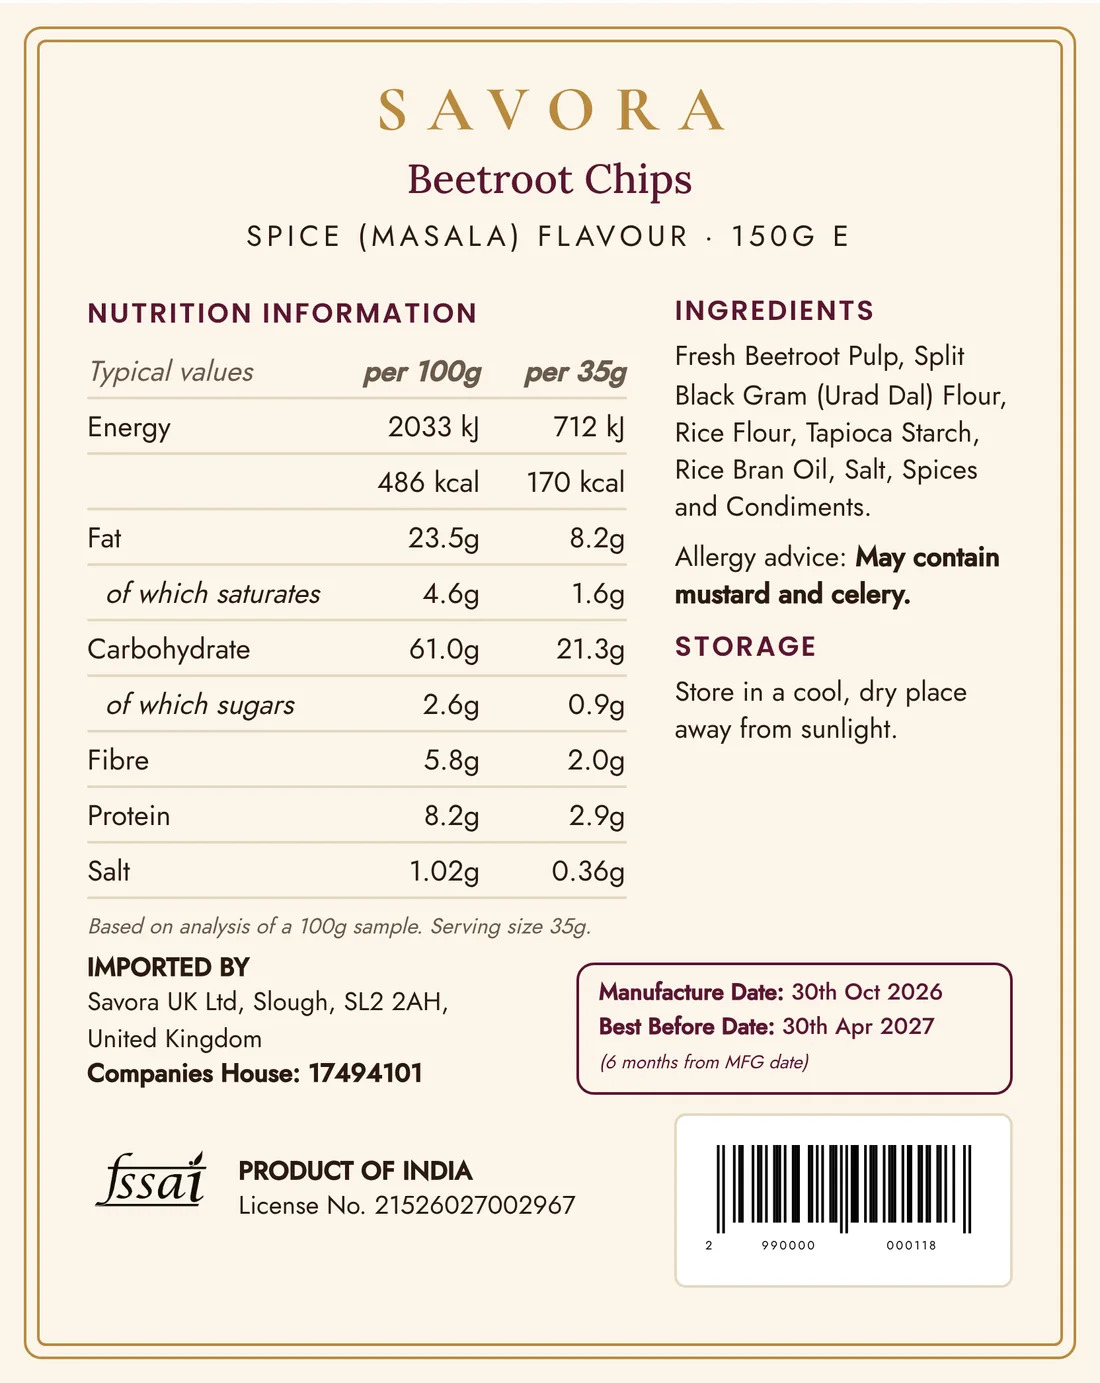 SAVORA
Beetroot Chips
SPICE (MASALA) FLAVOUR · 150G E
NUTRITION INFORMATION
Typical values per 100g per 35g
Energy 2033 kJ 712 kJ
486 kcal 170 kcal
Fat 23.5g 8.2g
of which saturates 4.6g 1.6g
Carbohydrate 61.0g 21.3g
of which sugars 2.6g 0.9g
Fibre 5.8g 2.0g
Protein 8.2g 2.9g
Salt 1.02g 0.36g
Based on analysis of a 100g sample. Serving size 35g.
INGREDIENTS
Fresh Beetroot Pulp, Split
Black Gram (Urad Dal) Flour,
Rice Flour, Tapioca Starch,
Rice Bran Oil, Salt, Spices
and Condiments.
Allergy advice: May contain
mustard and celery.
STORAGE
Store in a cool, dry place
away from sunlight.
IMPORTED BY
Savora UK Ltd, Slough, SL2 2AH,
United Kingdom
Companies House: 17494101
Manufacture Date: 30th Oct 2026
Best Before Date: 30th Apr 2027
(6 months from MFG date)
fssai
PRODUCT OF INDIA
License No. 21526027002967
2 990000 000118